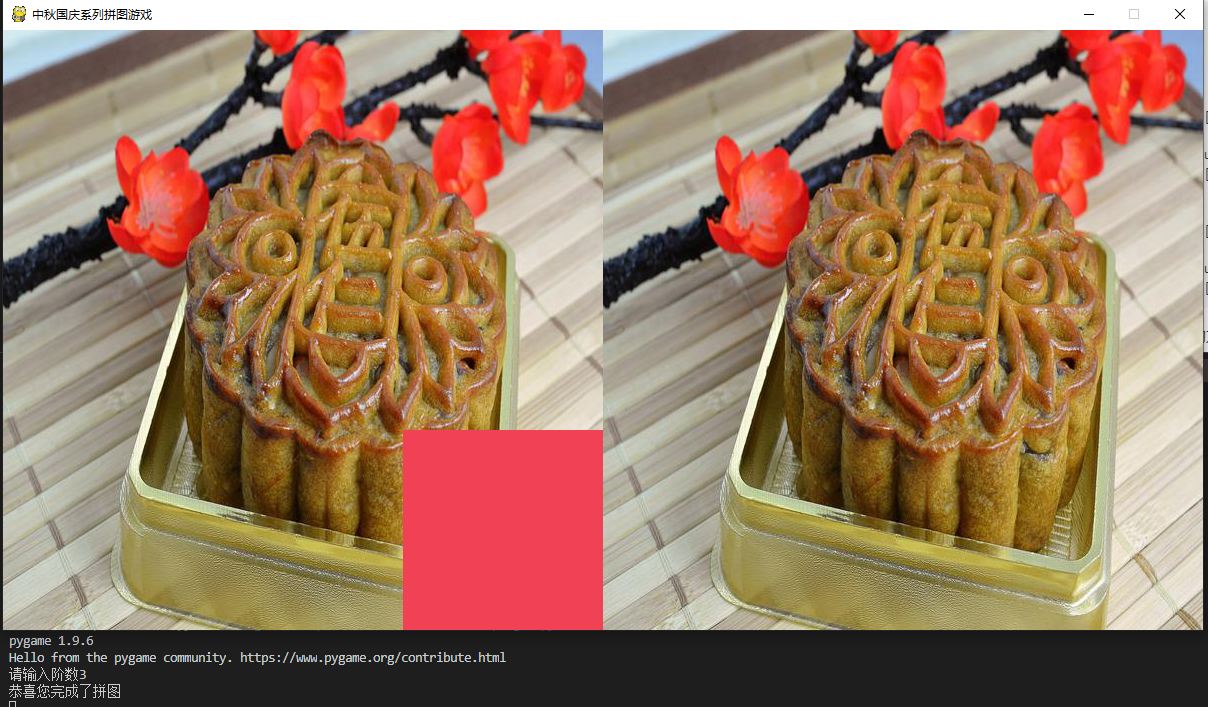 中秋国庆系列拼图游戏
pygame 1.9.6
Hello from the pygame community. https://www.pygame.org/contribute.html
请输入阶数3
恭喜您完成了拼图